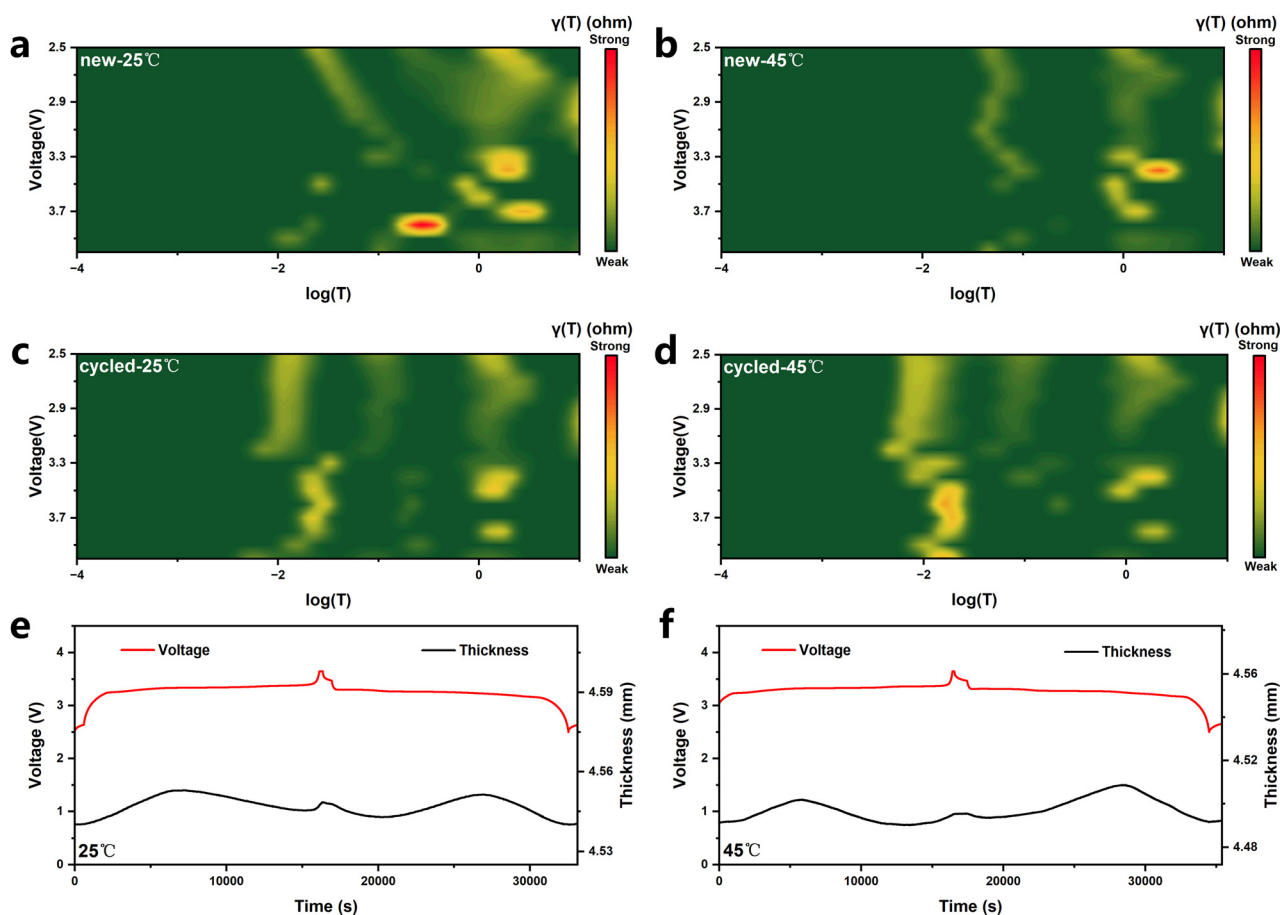 a
new-25℃
γ(T) (ohm)
Strong
Weak
2.5
2.9
3.3
3.7
Voltage(V)
−4
−2
0
log(T)
b
new-45℃
γ(T) (ohm)
Strong
Weak
2.5
2.9
3.3
3.7
Voltage(V)
−4
−2
0
log(T)
c
cycled-25℃
γ(T) (ohm)
Strong
Weak
2.5
2.9
3.3
3.7
Voltage(V)
−4
−2
0
log(T)
d
cycled-45℃
γ(T) (ohm)
Strong
Weak
2.5
2.9
3.3
3.7
Voltage(V)
−4
−2
0
log(T)
e
Voltage
Thickness
4
3
2
1
0
Voltage (V)
4.59
4.56
4.53
Thickness (mm)
25℃
0
10000
20000
30000
Time (s)
f
Voltage
Thickness
4
3
2
1
0
Voltage (V)
4.56
4.52
4.48
Thickness (mm)
45℃
0
10000
20000
30000
Time (s)